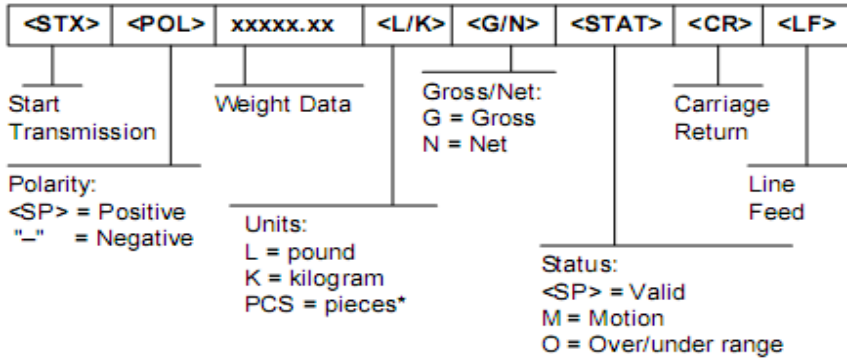 <STX> <POL> xxxxx.xx <L/K> <G/N> <STAT> <CR> <LF>
Start
Transmission
Weight Data
Gross/Net:
G = Gross
N = Net
Carriage
Return
Polarity:
<SP> = Positive
"–" = Negative
Line
Feed
Units:
L = pound
K = kilogram
PCS = pieces*
Status:
<SP> = Valid
M = Motion
O = Over/under range